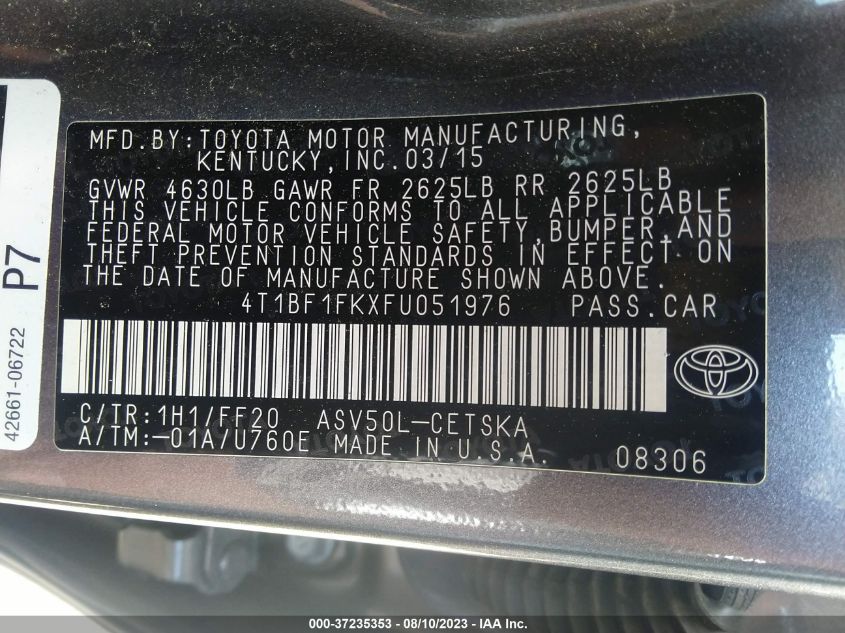 MFD.BY:TOYOTA MOTOR MANUFACTURING,
KENTUCKY,INC.03/15
GVWR 4630LB GAWR FR 2625LB RR 2625LB
THIS VEHICLE CONFORMS TO ALL APPLICABLE
FEDERAL MOTOR VEHICLE SAFETY,BUMPER,AND
THEFT PREVENTION STANDARDS IN EFFECT ON
THE DATE OF MANUFACTURE SHOWN ABOVE.
4T1BF1FKXFU051976 PASS.CAR
C/TR:1H1/FF20 ASV50L-CETSKA
A/TM:-01A/U760E MADE IN U.S.A. 08306
P7
42661-06722
000-37235353 - 08/10/2023 - IAA Inc.